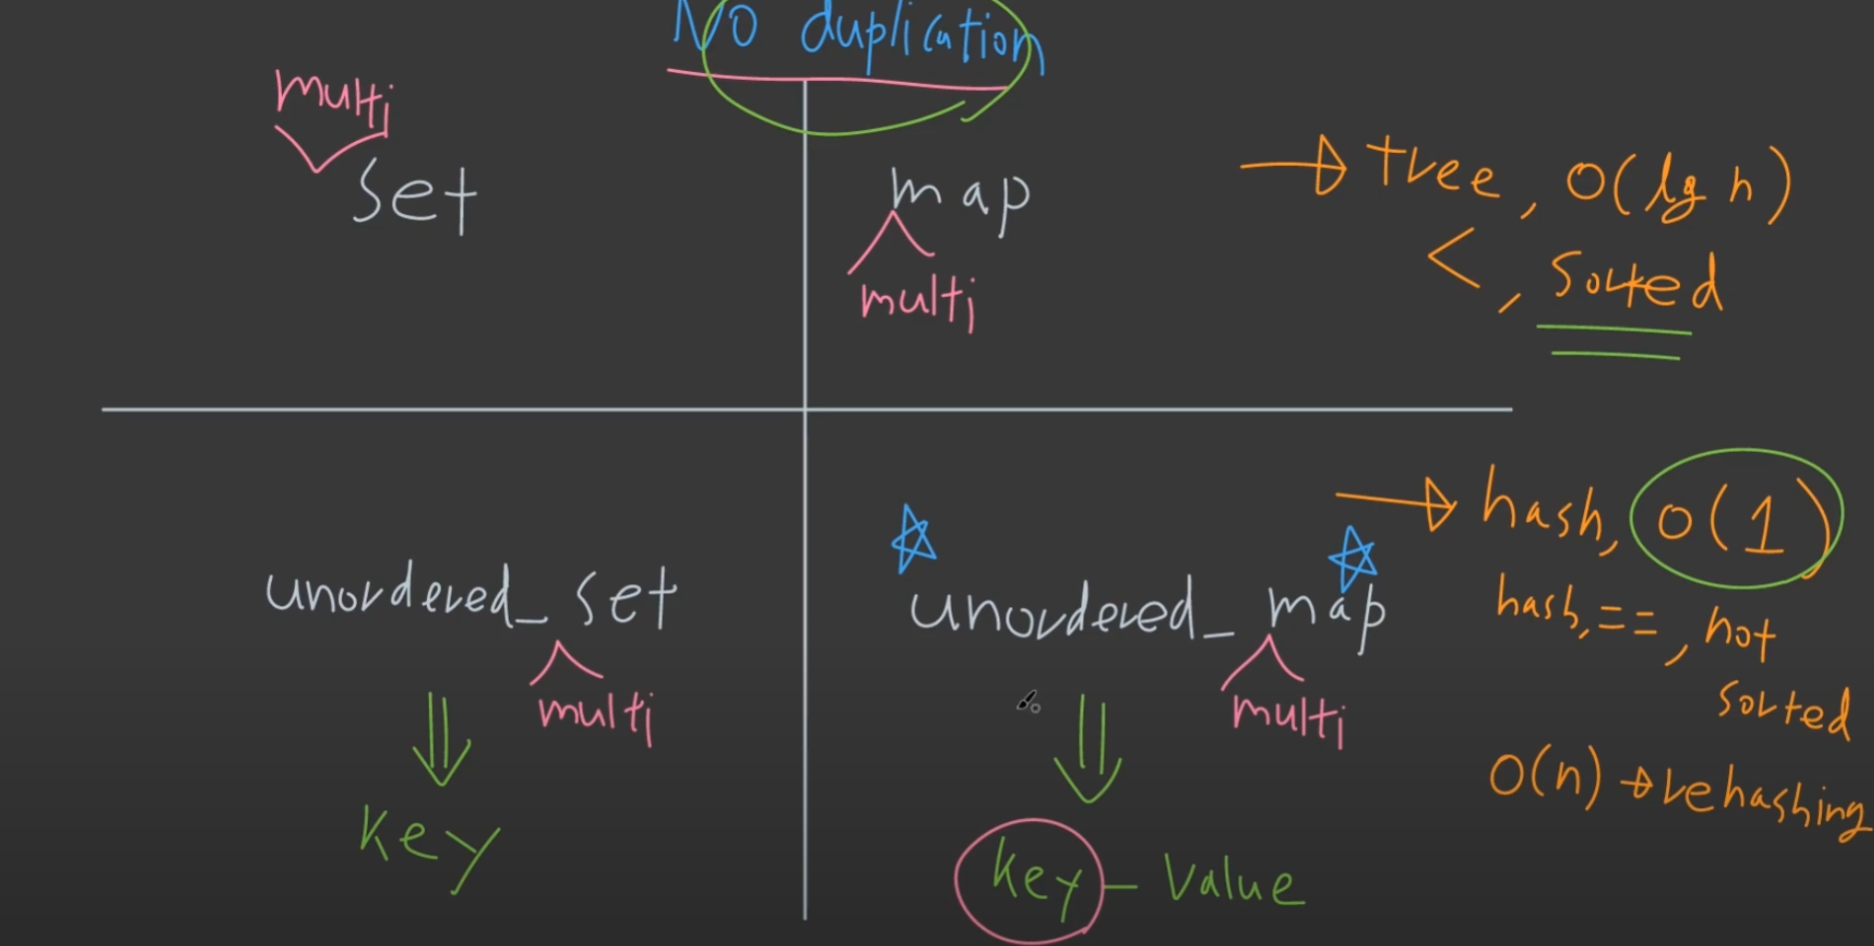 No duplication
multi
set
map
multi
tree, O(lg n)
<, sorted
unordered_set
multi
key
unordered_map
multi
key - Value
hash, O(1)
hash, ==, not
sorted
O(n) → rehashing